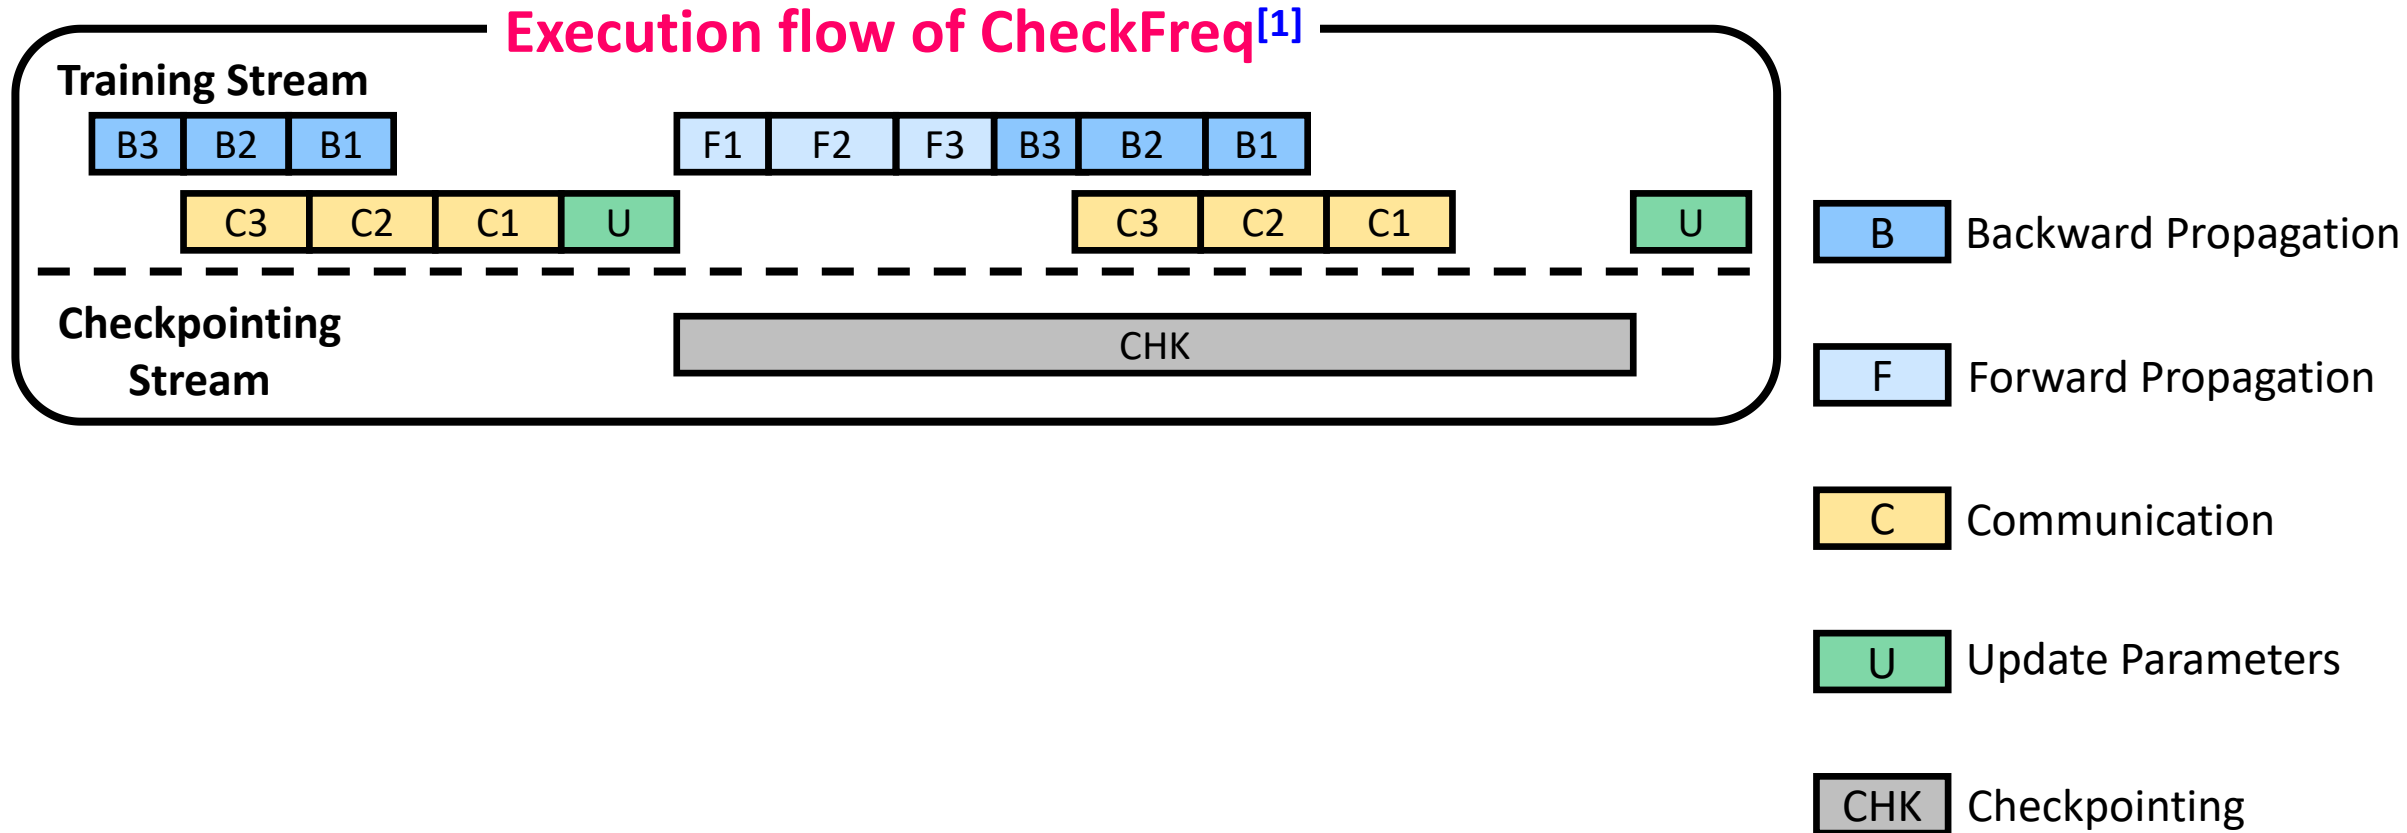 Execution flow of CheckFreq[1]
Training Stream
B3 B2 B1 F1 F2 F3 B3 B2 B1
C3 C2 C1 U C3 C2 C1 U
Checkpointing
Stream
CHK
B Backward Propagation
F Forward Propagation
C Communication
U Update Parameters
CHK Checkpointing